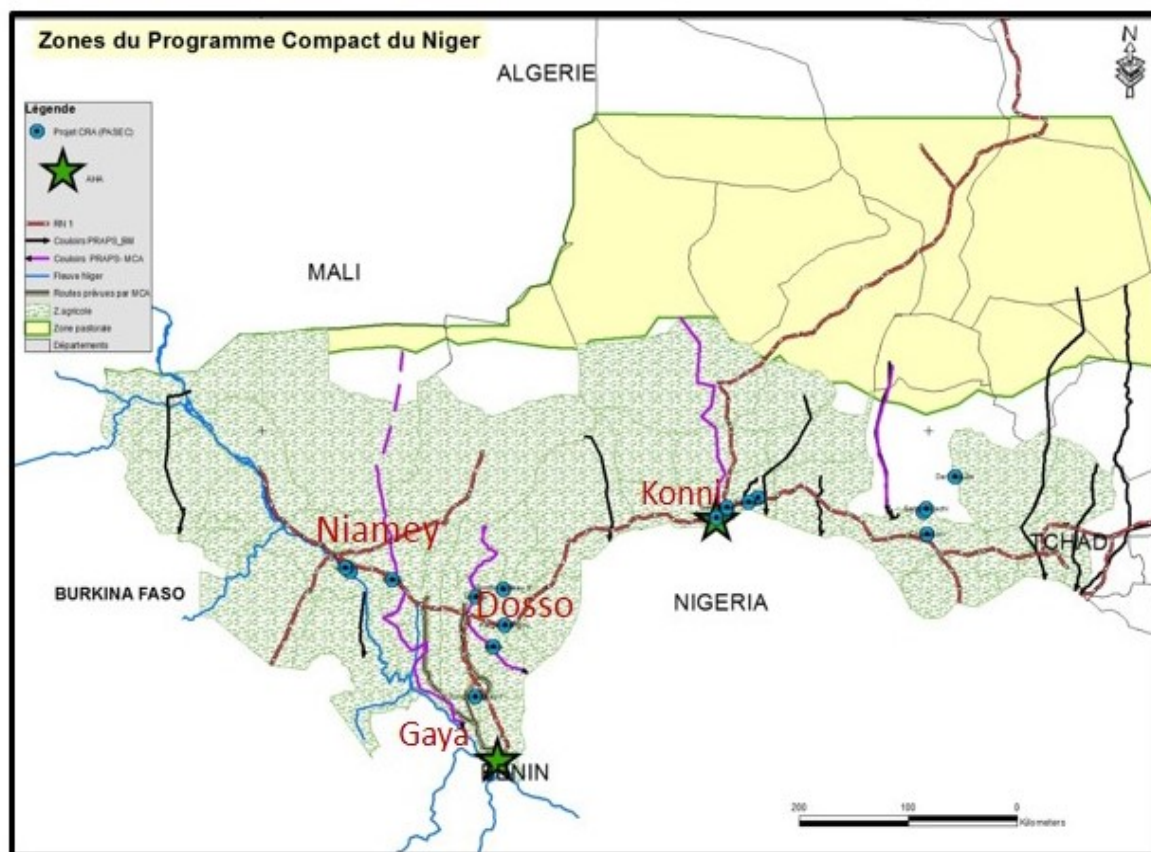 Zones du Programme Compact du Niger
N
ALGERIE
Légende
Projet CRA (PASEC)
AHA
RN 1
Couloirs PRAPS_BM
Couloirs PRAPS- MCA
Fleuve Niger
Routes prévues par MCA
Z.agricole
Zone pastorale
Départements
MALI
Konni
Niamey
TCHAD
BURKINA FASO
Dosso
NIGERIA
Gaya
BENIN
200 100 0
Kilometers